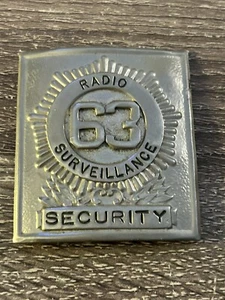 RADIO
63
SURVEILLANCE
SECURITY